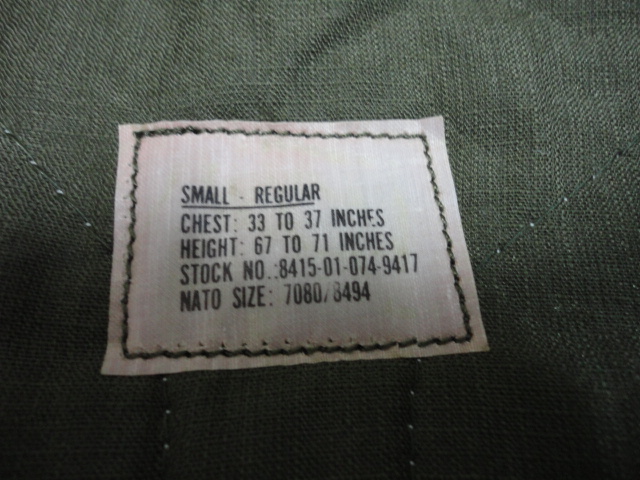 SMALL - REGULAR
CHEST: 33 TO 37 INCHES
HEIGHT: 67 TO 71 INCHES
STOCK NO.:8415-01-074-9417
NATO SIZE: 7080/8494